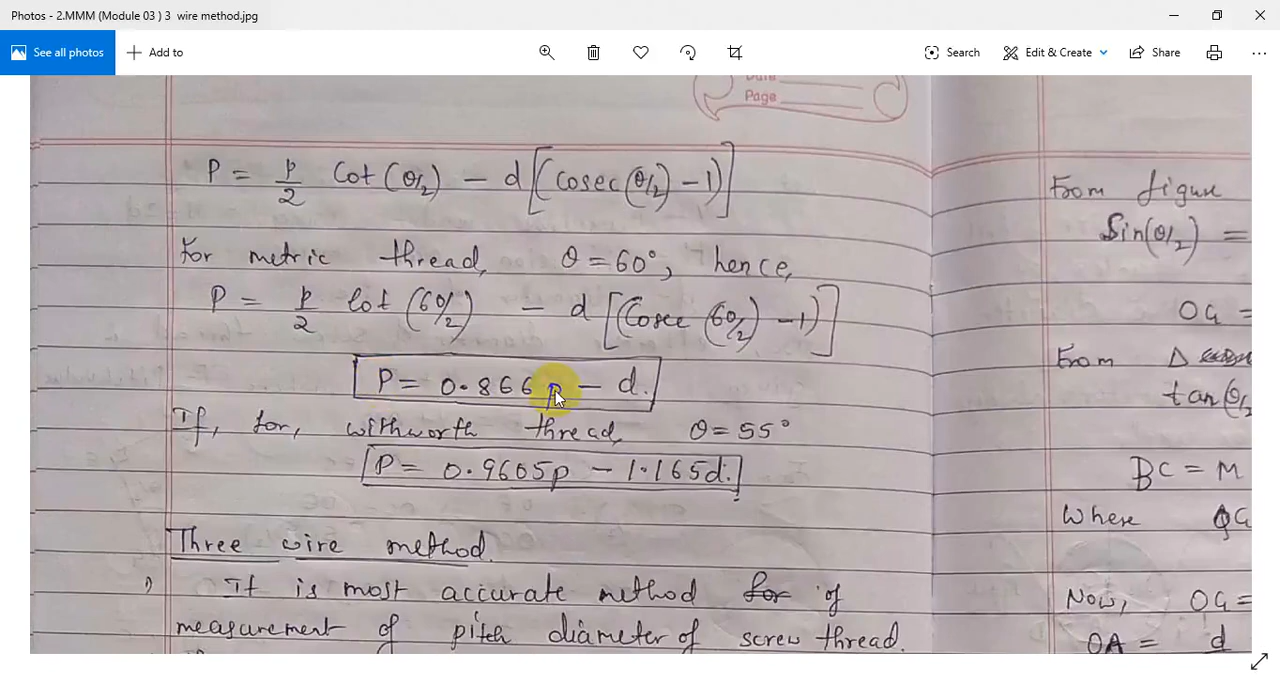 Photos - 2.MMM (Module 03 ) 3 wire method.jpg
See all photos
Add to
Search
Edit & Create
Share
Date
Page
P = p/2 Cot (θ/2) - d [Cosec (θ/2) - 1)]
For metric thread, θ = 60°, hence,
P = p/2 Cot (60/2) - d [(Cosec (60/2) - 1)]
P = 0.866 p - d.
If, for, withworth thread, θ = 55°
P = 0.9605p - 1.165d.
Three wire method.
1) It is most accurate method for of
measurement of pitch diameter of screw thread.
From figure
Sin(θ/2) =
OG =
From Δ
tan(θ/2
BC = M
Where
Now, OG =
OA = d